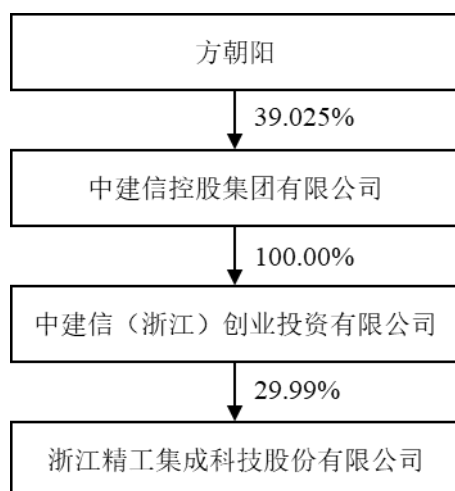 方朝阳
39.025%
中建信控股集团有限公司
100.00%
中建信（浙江）创业投资有限公司
29.99%
浙江精工集成科技股份有限公司